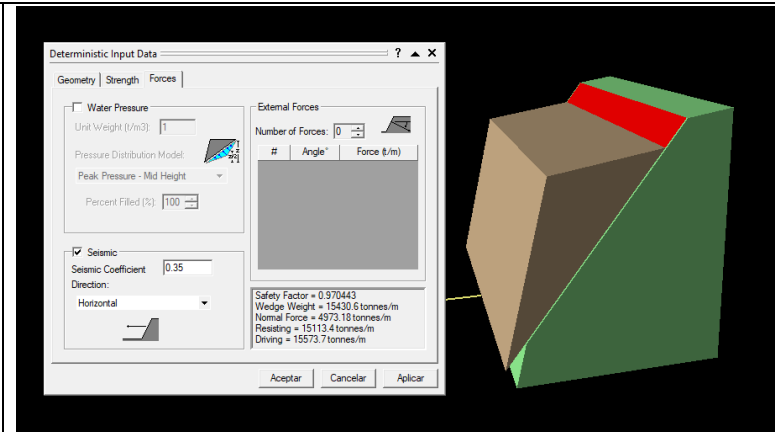 Deterministic Input Data
?
Geometry
Strength
Forces
Water Pressure
Unit Weight (t/m3):
1
Pressure Distribution Model:
Peak Pressure - Mid Height
Percent Filled (%):
100
Seismic
Seismic Coefficient
0.35
Direction:
Horizontal
External Forces
Number of Forces:
0
# Angle° Force (t/m)
Safety Factor = 0.970443
Wedge Weight = 15430.6 tonnes/m
Normal Force = 4973.18 tonnes/m
Resisting = 15113.4 tonnes/m
Driving = 15573.7 tonnes/m
Aceptar
Cancelar
Aplicar